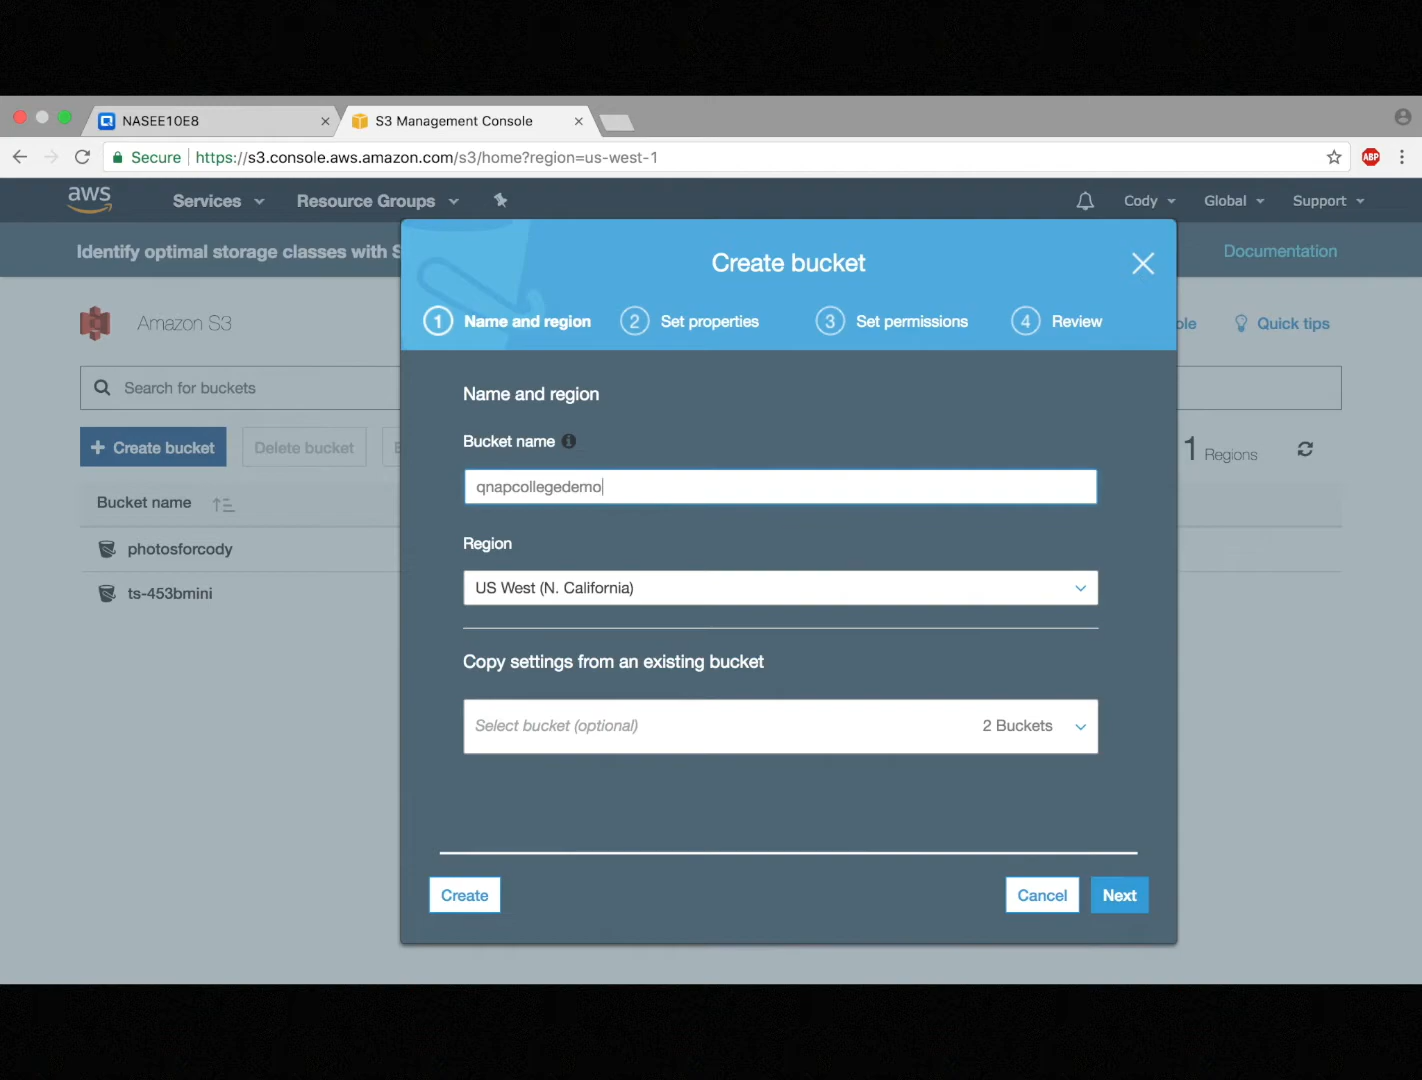 NASEE10E8
S3 Management Console
Secure https://s3.console.aws.amazon.com/s3/home?region=us-west-1
ABP
aws Services Resource Groups Cody Global Support
Identify optimal storage classes with S
Documentation
Create bucket
1 Name and region 2 Set properties 3 Set permissions 4 Review
Amazon S3
Quick tips
Search for buckets
Name and region
Create bucket Delete bucket
Bucket name
1 Regions
Bucket name
qnapcollegedemo
photosforcody
ts-453bmini
Region
US West (N. California)
Copy settings from an existing bucket
Select bucket (optional) 2 Buckets
Create Cancel Next